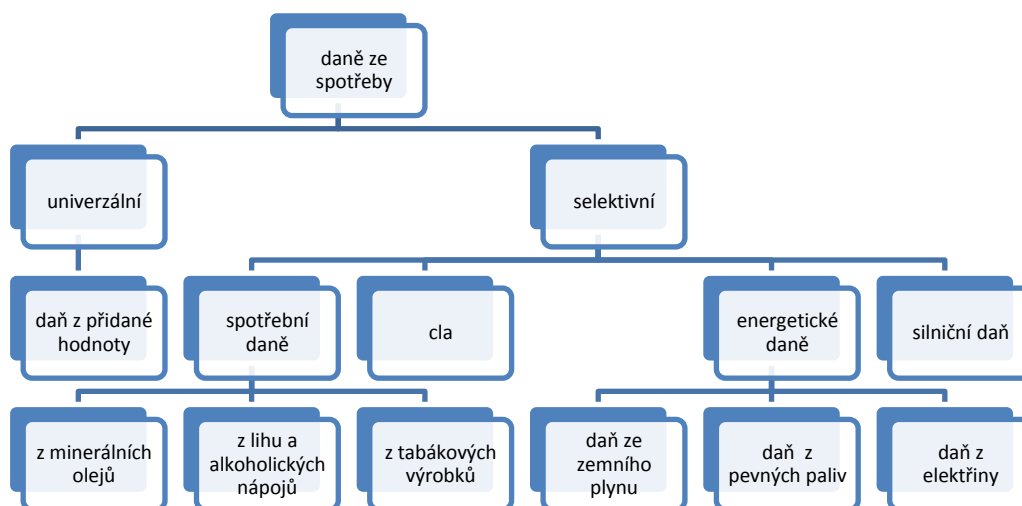 daně ze
spotřeby
univerzální
selektivní
daň z přidané
hodnoty
spotřební
daně
cla
energetické
daně
silniční daň
z minerálních
olejů
z lihu a
alkoholických
nápojů
z tabákových
výrobků
daň ze
zemního
plynu
daň z
pevných paliv
daň z
elektřiny